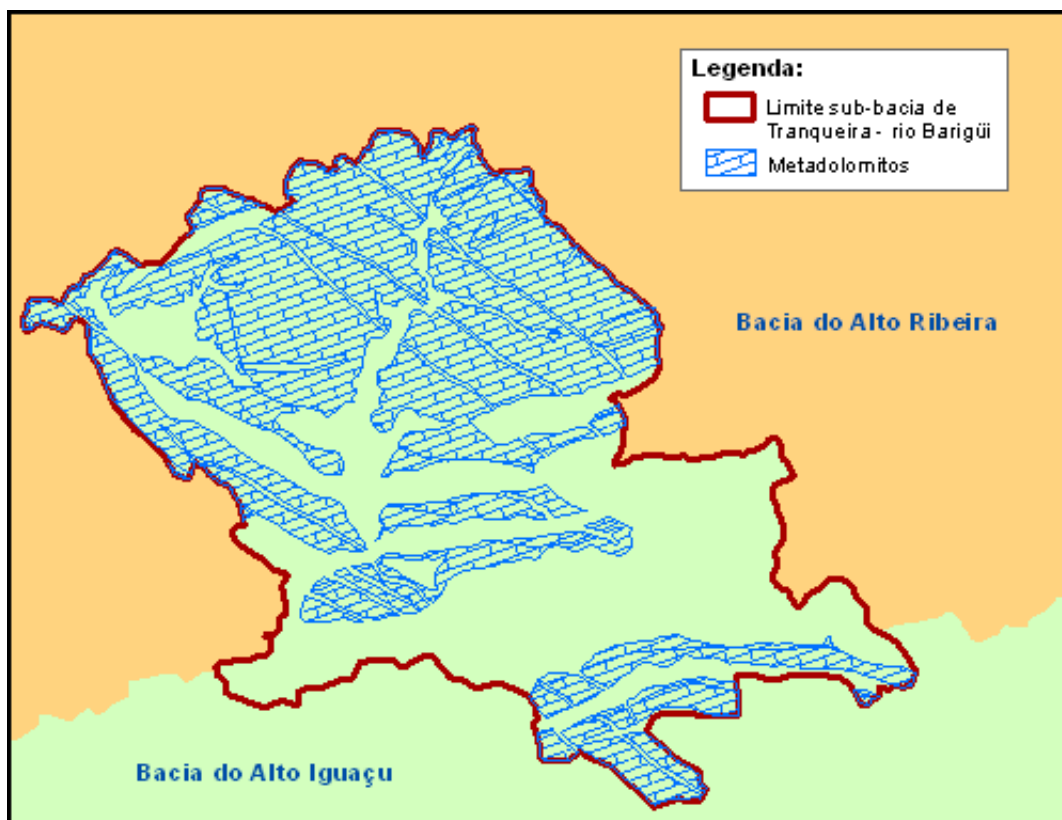 Legenda:
Limite sub-bacia de
Tranqueira - rio Barigüi
Metadolomitos
Bacia do Alto Ribeira
Bacia do Alto Iguaçu